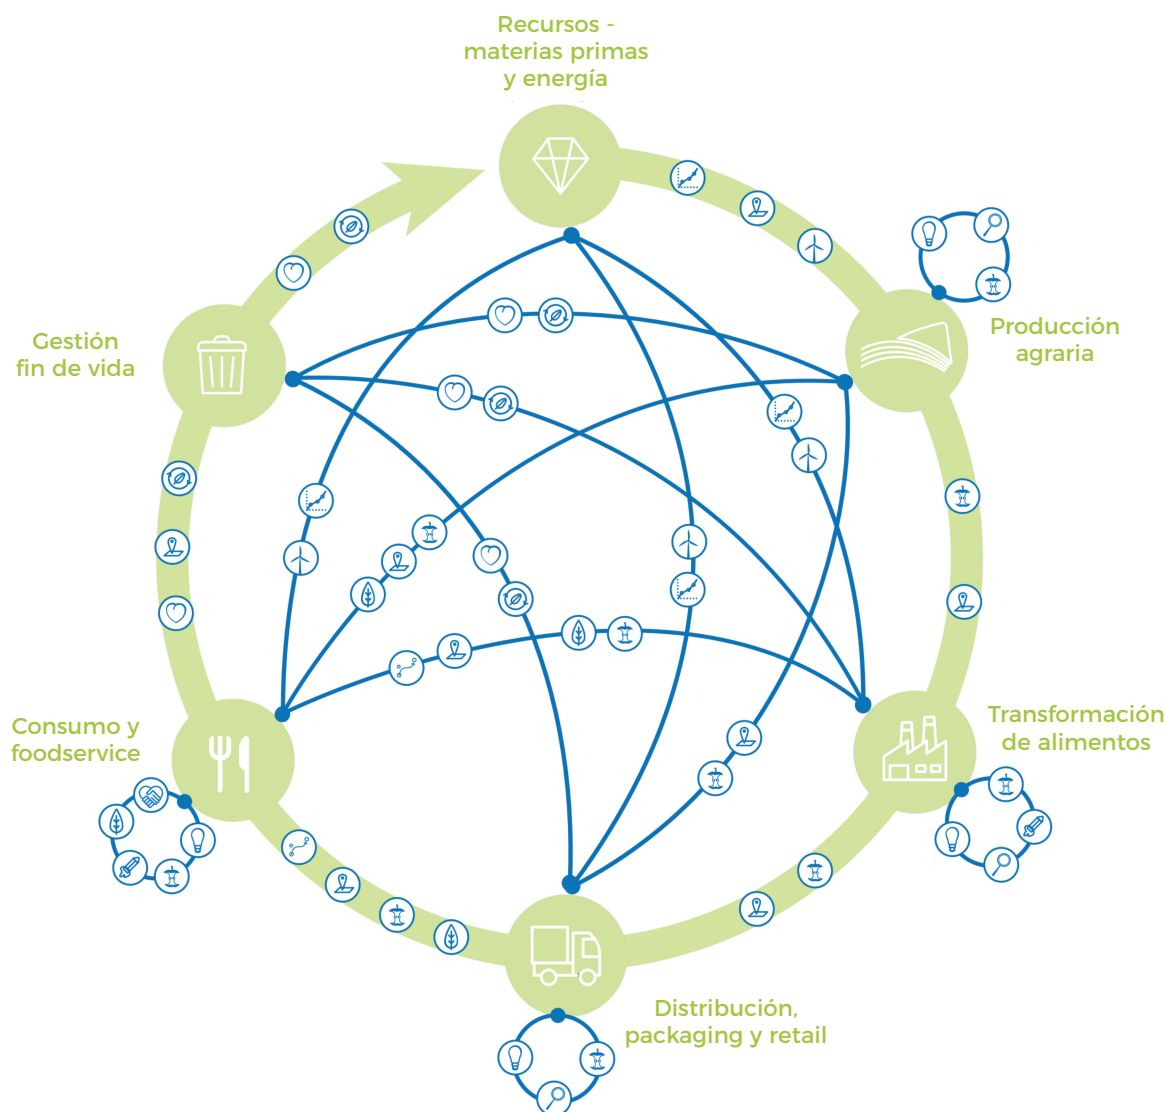 Recursos -
materias primas
y energía
Producción
agraria
Gestión
fin de vida
Transformación
de alimentos
Consumo y
foodservice
Distribución,
packaging y retail